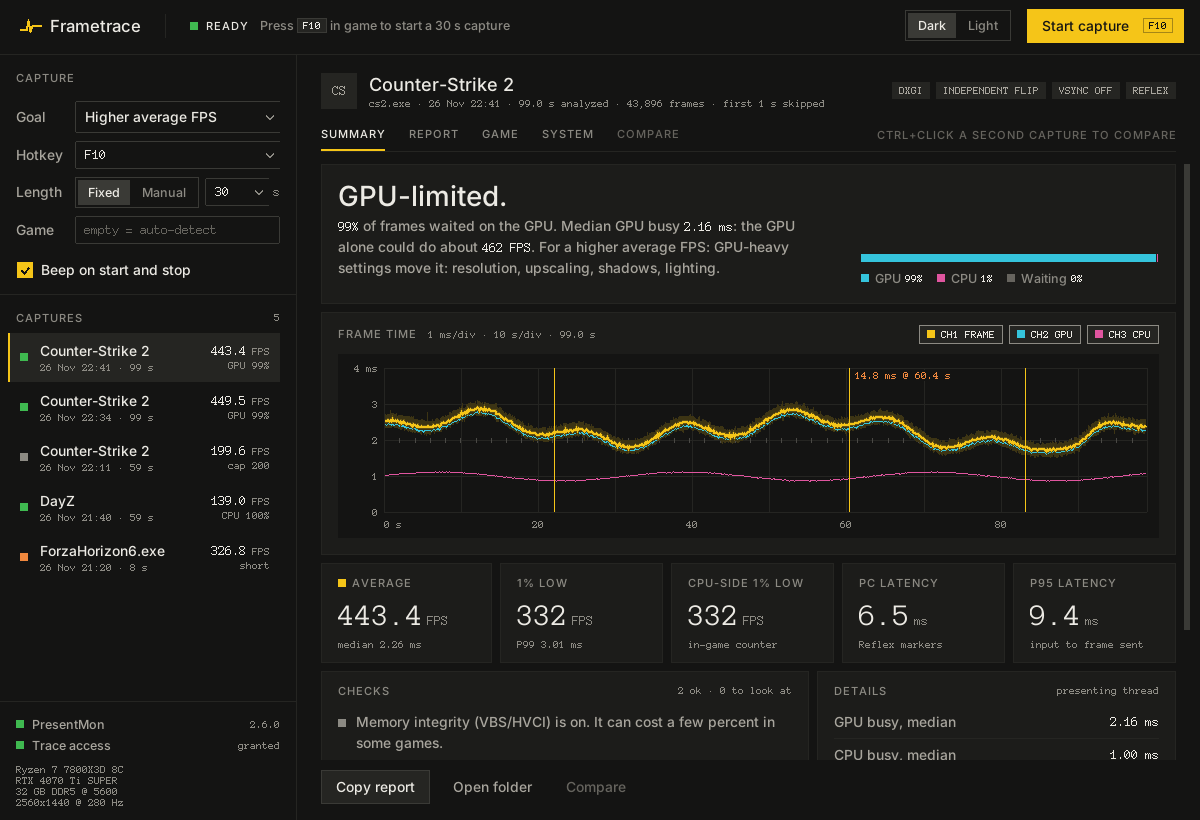 Frametrace
READY Press F10 in game to start a 30 s capture
Dark Light
Start capture F10
CAPTURE
Goal Higher average FPS
Hotkey F10
Length Fixed Manual 30 s
Game empty = auto-detect
Beep on start and stop
CAPTURES 5
Counter-Strike 2 443.4 FPS
26 Nov 22:41 · 99 s GPU 99%
Counter-Strike 2 449.5 FPS
26 Nov 22:34 · 99 s GPU 99%
Counter-Strike 2 199.6 FPS
26 Nov 22:11 · 59 s cap 200
DayZ 139.0 FPS
26 Nov 21:40 · 59 s CPU 100%
ForzaHorizon6.exe 326.8 FPS
26 Nov 21:20 · 8 s short
PresentMon 2.6.0
Trace access granted
Ryzen 7 7800X3D 8C
RTX 4070 Ti SUPER
32 GB DDR5 @ 5600
2560x1440 @ 280 Hz
CS
Counter-Strike 2
cs2.exe · 26 Nov 22:41 · 99.0 s analyzed · 43,896 frames · first 1 s skipped
DXGI INDEPENDENT FLIP VSYNC OFF REFLEX
SUMMARY REPORT GAME SYSTEM COMPARE
CTRL+CLICK A SECOND CAPTURE TO COMPARE
GPU-limited.
99% of frames waited on the GPU. Median GPU busy 2.16 ms: the GPU
alone could do about 462 FPS. For a higher average FPS: GPU-heavy
settings move it: resolution, upscaling, shadows, lighting.
GPU 99% CPU 1% Waiting 0%
FRAME TIME 1 ms/div · 10 s/div · 99.0 s
CH1 FRAME CH2 GPU CH3 CPU
4 ms
14.8 ms @ 60.4 s
3
2
1
0
0 s 20 40 60 80
AVERAGE
443.4 FPS
median 2.26 ms
1% LOW
332 FPS
P99 3.01 ms
CPU-SIDE 1% LOW
332 FPS
in-game counter
PC LATENCY
6.5 ms
Reflex markers
P95 LATENCY
9.4 ms
input to frame sent
CHECKS 2 ok · 0 to look at
Memory integrity (VBS/HVCI) is on. It can cost a few percent in
some games.
DETAILS presenting thread
GPU busy, median 2.16 ms
CPU busy, median 1.00 ms
Copy report Open folder Compare